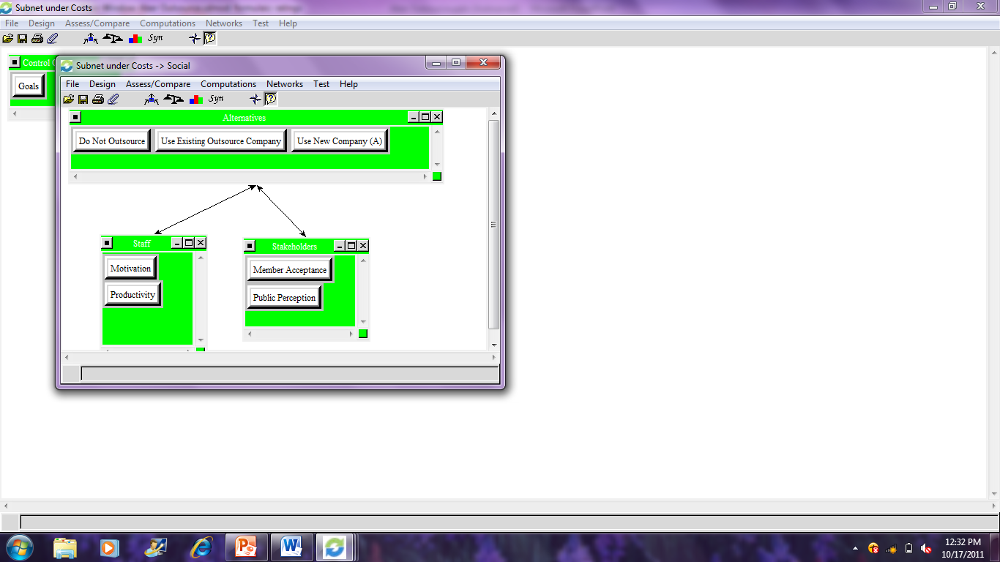 Subnet under Costs
File Design Assess/Compare Computations Networks Test Help
Syn
Control
Goals
Subnet under Costs -> Social
File Design Assess/Compare Computations Networks Test Help
Syn
Alternatives
Do Not Outsource Use Existing Outsource Company Use New Company (A)
Staff
Motivation
Productivity
Stakeholders
Member Acceptance
Public Perception
12:32 PM
10/17/2011